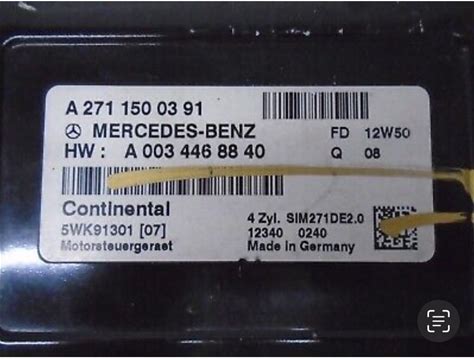 A 271 150 03 91
MERCEDES-BENZ FD 12W50
HW : A 003 446 88 40 Q 08
Continental
5WK91301 [07] 4 Zyl. SIM271DE2.0
12340 0240
Motorsteuergeraet Made in Germany